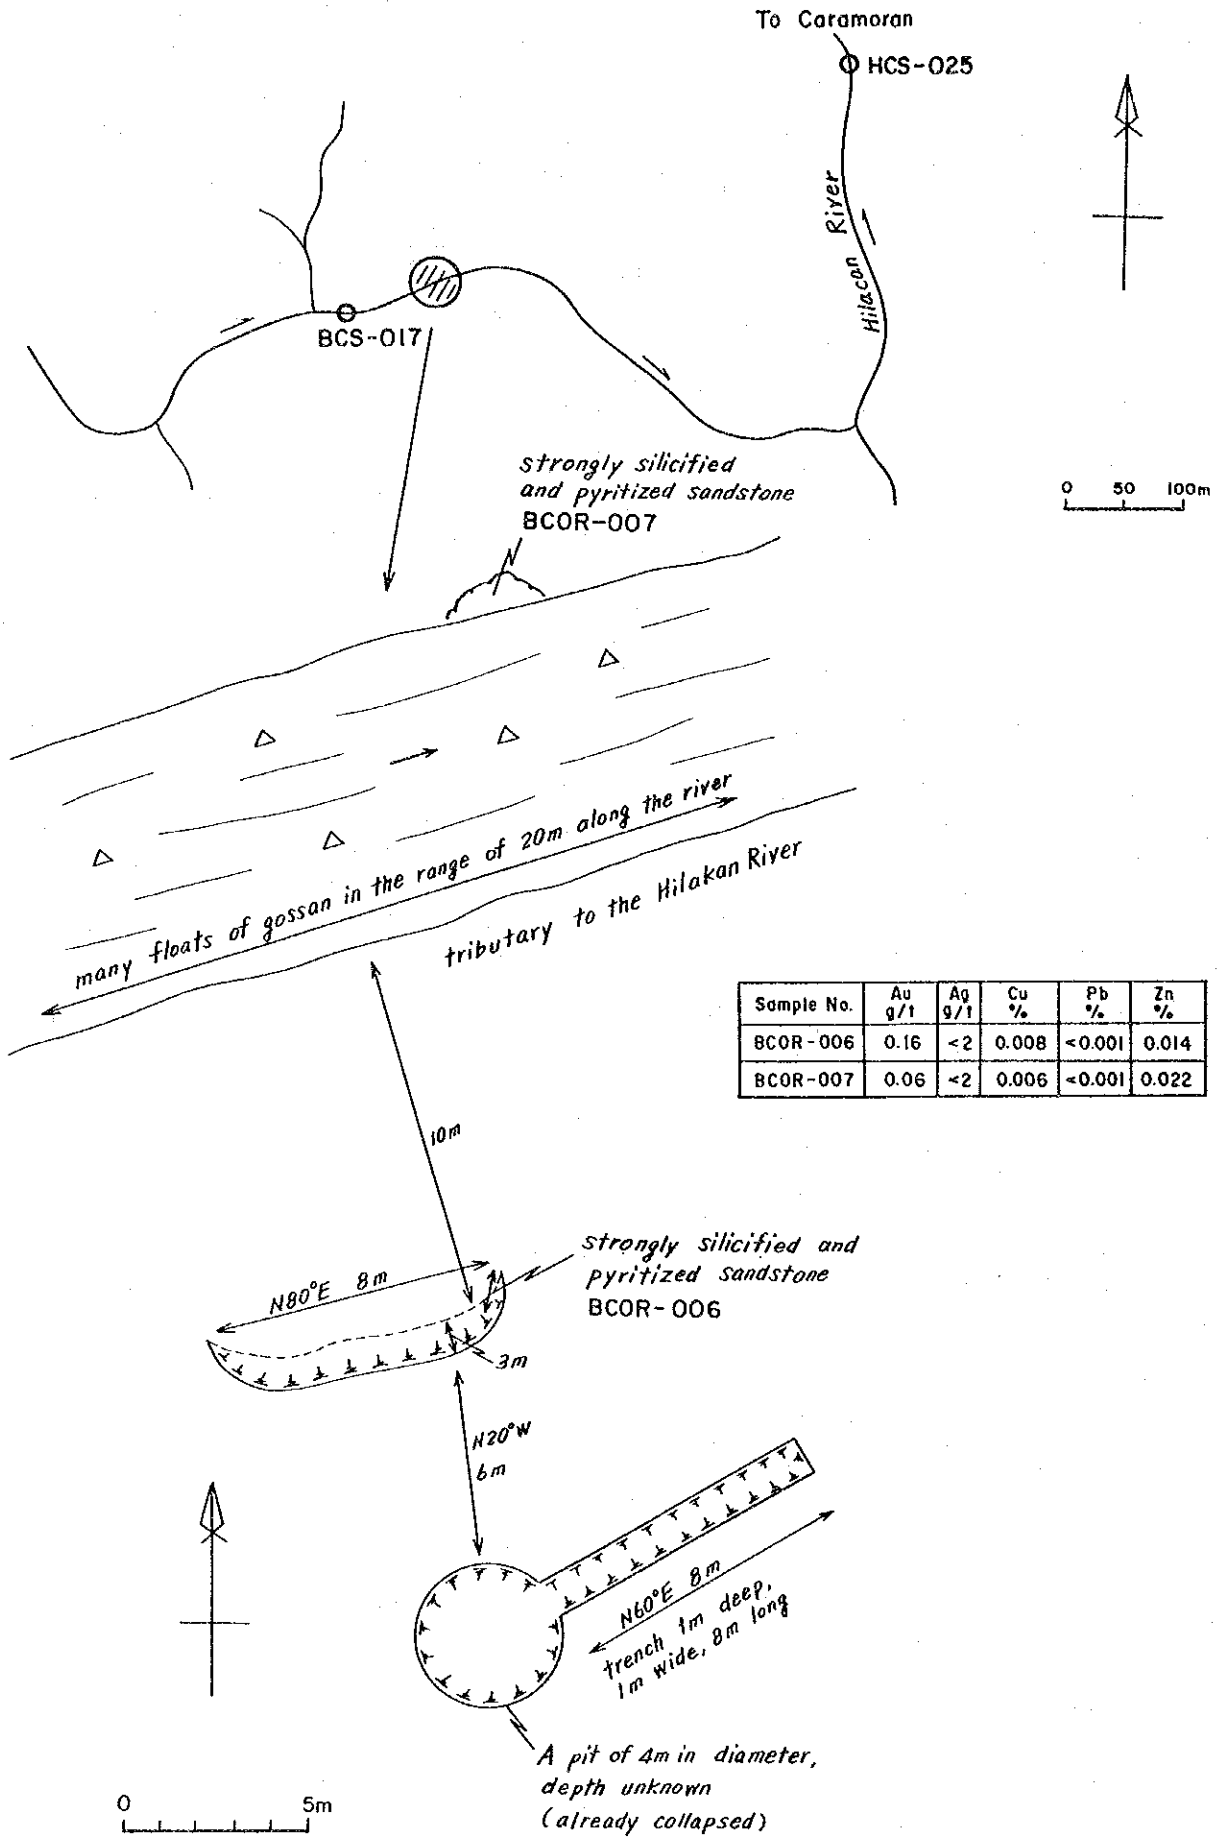 To Caramoran
HCS-025
Hilacan River
BCS-017
strongly silicified
and pyritized sandstone
BCOR-007
0 50 100m
many floats of gossan in the range of 20m along the river
tributary to the Hilakan River
Sample No. Au g/t Ag g/t Cu % Pb % Zn %
BCOR-006 0.16 <2 0.008 <0.001 0.014
BCOR-007 0.06 <2 0.006 <0.001 0.022
10m
strongly silicified and
pyritized sandstone
BCOR-006
N80°E 8m
3m
N20°W
6m
N60°E 8m
trench 1m deep,
1m wide, 8m long
A pit of 4m in diameter,
depth unknown
(already collapsed)
0 5m